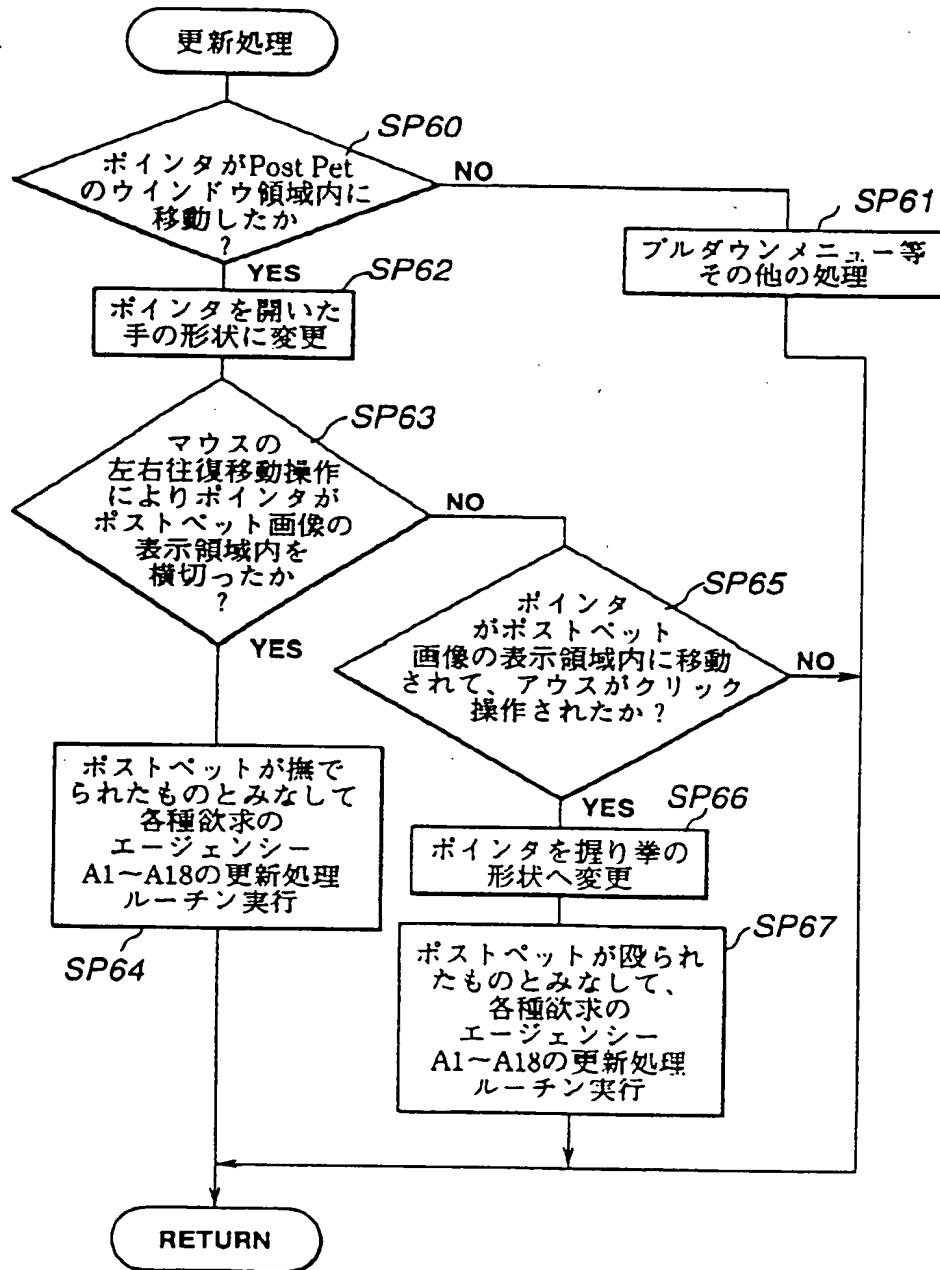 更新処理
SP60
ポインタがPost Pet
のウインドウ領域内に
移動したか
?
NO
YES
SP61
プルダウンメニュー等
その他の処理
SP62
ポインタを開いた
手の形状に変更
SP63
マウスの
左右往復移動操作
によりポインタが
ポストペット画像の
表示領域内を
横切ったか
?
NO
YES
SP65
ポインタ
がポストペット
画像の表示領域内に移動
されて、アウスがクリック
操作されたか?
NO
YES
ポストペットが撫で
られたものとみなして
各種欲求の
エージェンシー
A1~A18の更新処理
ルーチン実行
SP64
SP66
ポインタを握り拳の
形状へ変更
SP67
ポストペットが殴られ
たものとみなして、
各種欲求の
エージェンシー
A1~A18の更新処理
ルーチン実行
RETURN